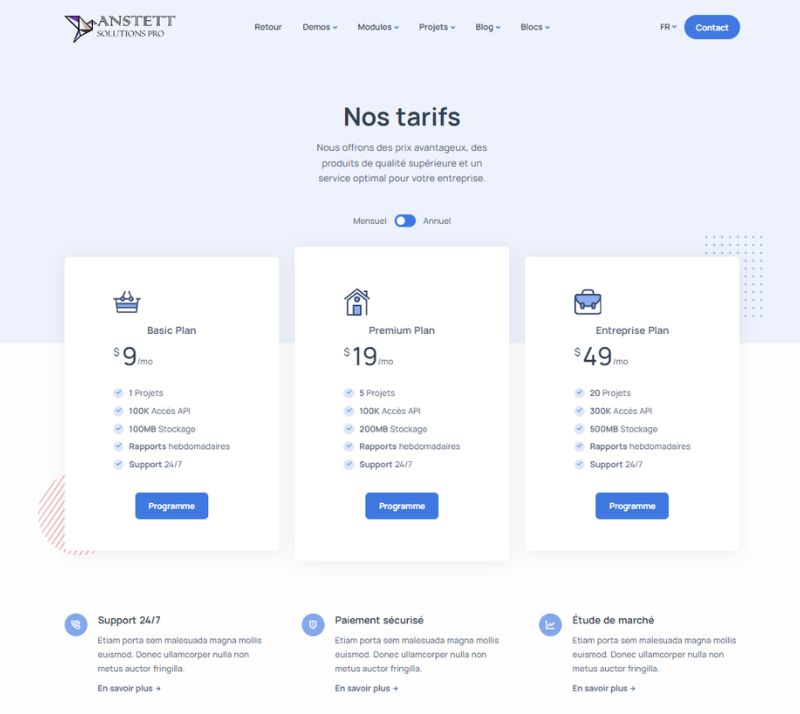 ANSTETT
SOLUTIONS PRO
Retour Demos Modules Projets Blog Blocs FR Contact
Nos tarifs
Nous offrons des prix avantageux, des
produits de qualité supérieure et un
service optimal pour votre entreprise.
Mensuel Annuel
Basic Plan
$ 9/mo
1 Projets
100K Accès API
100MB Stockage
Rapports hebdomadaires
Support 24/7
Programme
Premium Plan
$ 19/mo
5 Projets
100K Accès API
200MB Stockage
Rapports hebdomadaires
Support 24/7
Programme
Entreprise Plan
$ 49/mo
20 Projets
300K Accès API
500MB Stockage
Rapports hebdomadaires
Support 24/7
Programme
Support 24/7
Etiam porta sem malesuada magna mollis
euismod. Donec ullamcorper nulla non
metus auctor fringilla.
En savoir plus →
Paiement sécurisé
Etiam porta sem malesuada magna mollis
euismod. Donec ullamcorper nulla non
metus auctor fringilla.
En savoir plus →
Étude de marché
Etiam porta sem malesuada magna mollis
euismod. Donec ullamcorper nulla non
metus auctor fringilla.
En savoir plus →